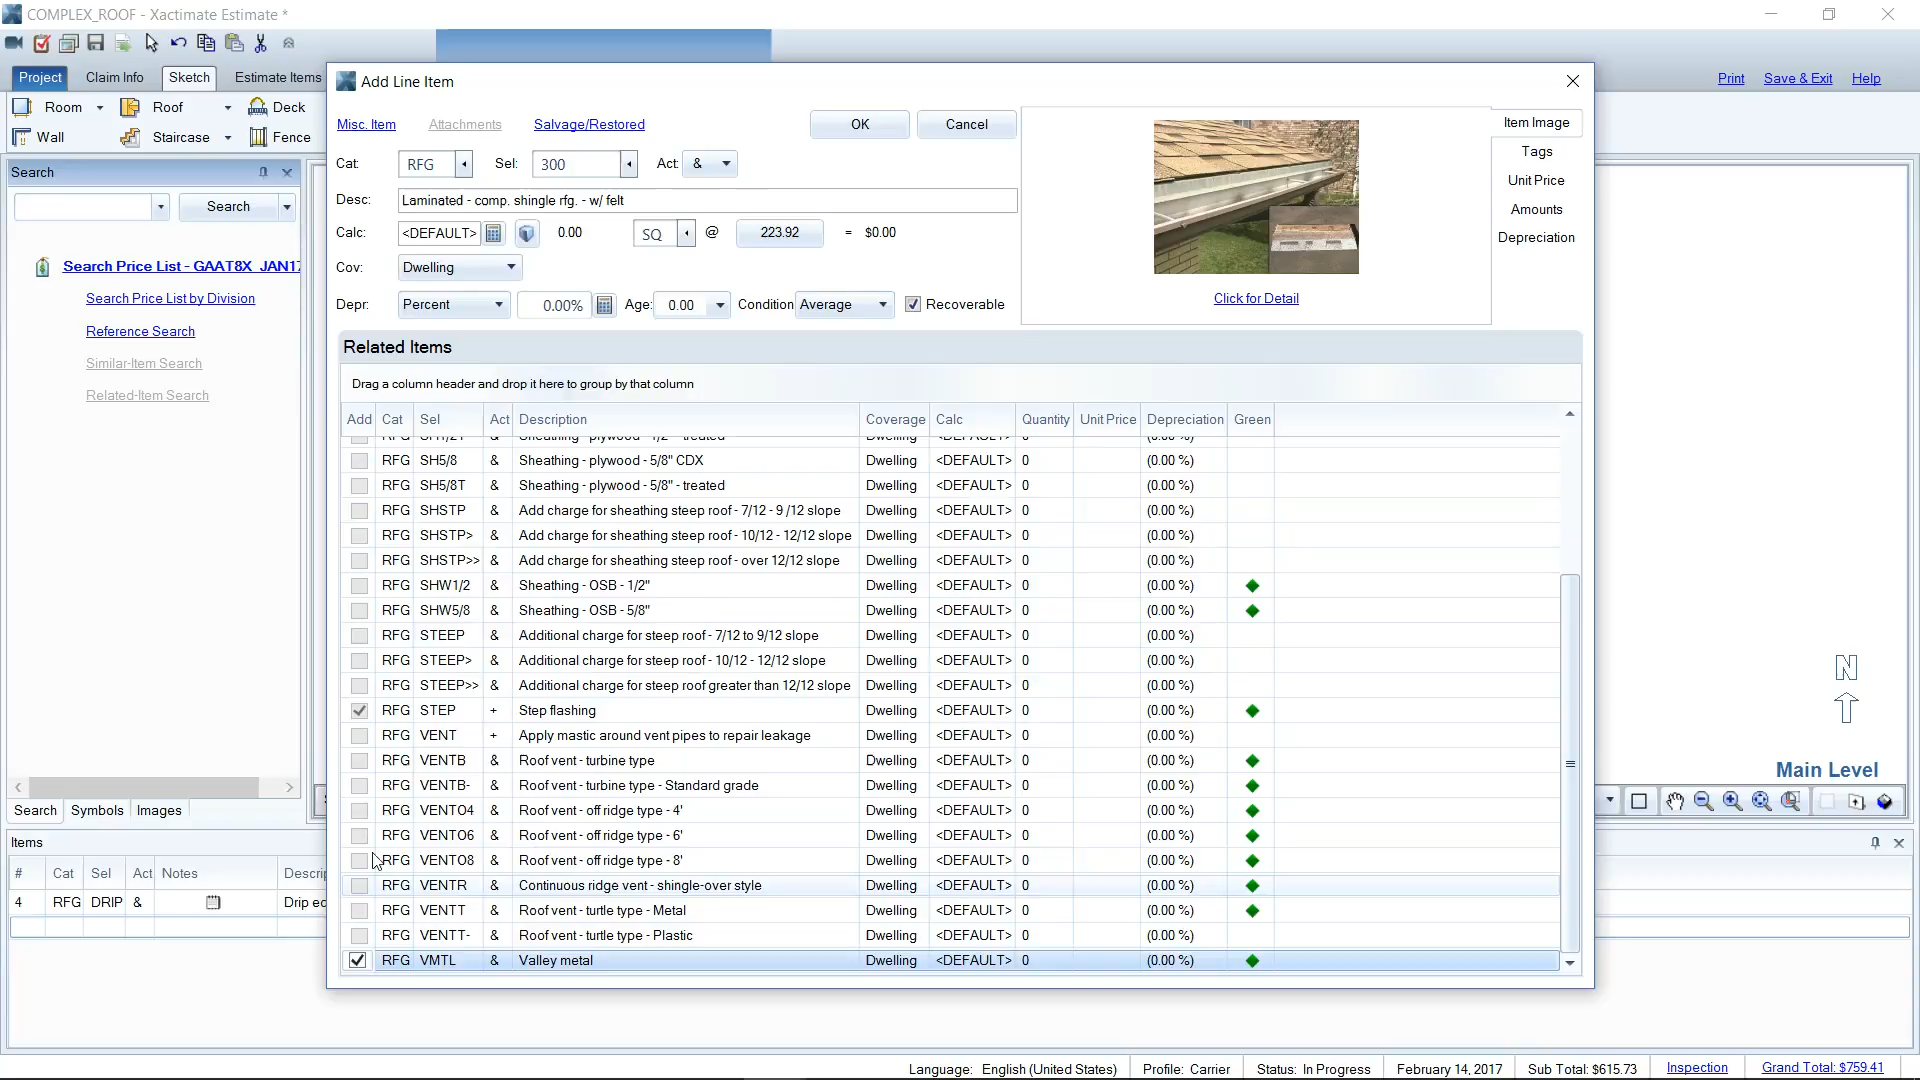 COMPLEX_ROOF - Xactimate Estimate *
Project Claim Info Sketch Estimate Items
Print Save & Exit Help
Room Roof Deck
Wall Staircase Fence
Search
Search
Search Price List - GAAT8X_JAN17
Search Price List by Division
Reference Search
Similar-Item Search
Related-Item Search
Search Symbols Images
Add Line Item
Misc. Item Attachments Salvage/Restored OK Cancel
Cat: RFG Sel: 300 Act: &
Desc: Laminated - comp. shingle rfg. - w/ felt
Calc: <DEFAULT> 0.00 SQ @ 223.92 = $0.00
Cov: Dwelling
Depr: Percent 0.00% Age: 0.00 Condition Average Recoverable
Click for Detail
Item Image
Tags
Unit Price
Amounts
Depreciation
Related Items
Drag a column header and drop it here to group by that column
Add Cat Sel Act Description Coverage Calc Quantity Unit Price Depreciation Green
RFG SH5/8 & Sheathing - plywood - 5/8" CDX Dwelling <DEFAULT> 0 (0.00 %)
RFG SH5/8T & Sheathing - plywood - 5/8" - treated Dwelling <DEFAULT> 0 (0.00 %)
RFG SHSTP & Add charge for sheathing steep roof - 7/12 - 9 /12 slope Dwelling <DEFAULT> 0 (0.00 %)
RFG SHSTP> & Add charge for sheathing steep roof - 10/12 - 12/12 slope Dwelling <DEFAULT> 0 (0.00 %)
RFG SHSTP>> & Add charge for sheathing steep roof - over 12/12 slope Dwelling <DEFAULT> 0 (0.00 %)
RFG SHW1/2 & Sheathing - OSB - 1/2" Dwelling <DEFAULT> 0 (0.00 %)
RFG SHW5/8 & Sheathing - OSB - 5/8" Dwelling <DEFAULT> 0 (0.00 %)
RFG STEEP & Additional charge for steep roof - 7/12 to 9/12 slope Dwelling <DEFAULT> 0 (0.00 %)
RFG STEEP> & Additional charge for steep roof - 10/12 - 12/12 slope Dwelling <DEFAULT> 0 (0.00 %)
RFG STEEP>> & Additional charge for steep roof greater than 12/12 slope Dwelling <DEFAULT> 0 (0.00 %)
RFG STEP + Step flashing Dwelling <DEFAULT> 0 (0.00 %)
RFG VENT + Apply mastic around vent pipes to repair leakage Dwelling <DEFAULT> 0 (0.00 %)
RFG VENTB & Roof vent - turbine type Dwelling <DEFAULT> 0 (0.00 %)
RFG VENTB- & Roof vent - turbine type - Standard grade Dwelling <DEFAULT> 0 (0.00 %)
RFG VENTO4 & Roof vent - off ridge type - 4' Dwelling <DEFAULT> 0 (0.00 %)
RFG VENTO6 & Roof vent - off ridge type - 6' Dwelling <DEFAULT> 0 (0.00 %)
RFG VENTO8 & Roof vent - off ridge type - 8' Dwelling <DEFAULT> 0 (0.00 %)
RFG VENTR & Continuous ridge vent - shingle-over style Dwelling <DEFAULT> 0 (0.00 %)
RFG VENTT & Roof vent - turtle type - Metal Dwelling <DEFAULT> 0 (0.00 %)
RFG VENTT- & Roof vent - turtle type - Plastic Dwelling <DEFAULT> 0 (0.00 %)
RFG VMTL & Valley metal Dwelling <DEFAULT> 0 (0.00 %)
N
Main Level
Items
# Cat Sel Act Notes Descri
4 RFG DRIP & Drip ed
Language: English (United States) Profile: Carrier Status: In Progress February 14, 2017 Sub Total: $615.73 Inspection Grand Total: $759.41